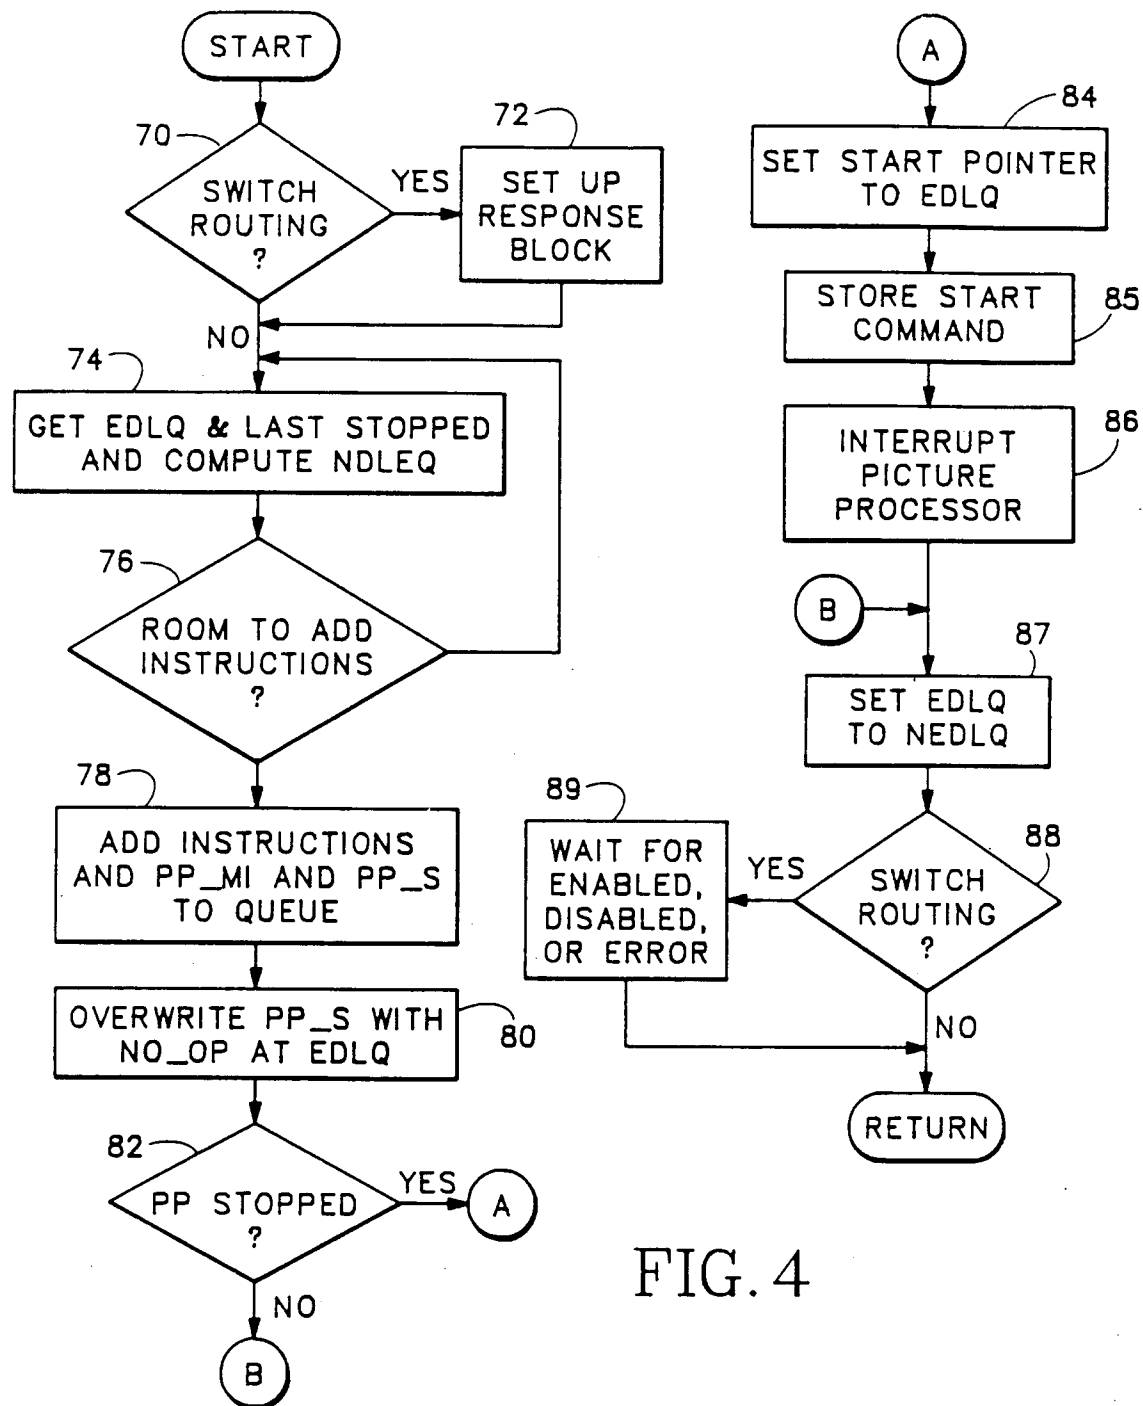 START
70
SWITCH
ROUTING
?
YES
72
SET UP
RESPONSE
BLOCK
NO
74
GET EDLQ & LAST STOPPED
AND COMPUTE NDLEQ
76
ROOM TO ADD
INSTRUCTIONS
?
78
ADD INSTRUCTIONS
AND PP_MI AND PP_S
TO QUEUE
OVERWRITE PP_S WITH
NO_OP AT EDLQ
80
82
PP STOPPED
?
YES
A
NO
B
A
84
SET START POINTER
TO EDLQ
STORE START
COMMAND
85
INTERRUPT
PICTURE
PROCESSOR
86
B
87
SET EDLQ
TO NEDLQ
88
SWITCH
ROUTING
?
YES
89
WAIT FOR
ENABLED,
DISABLED,
OR ERROR
NO
RETURN
FIG. 4